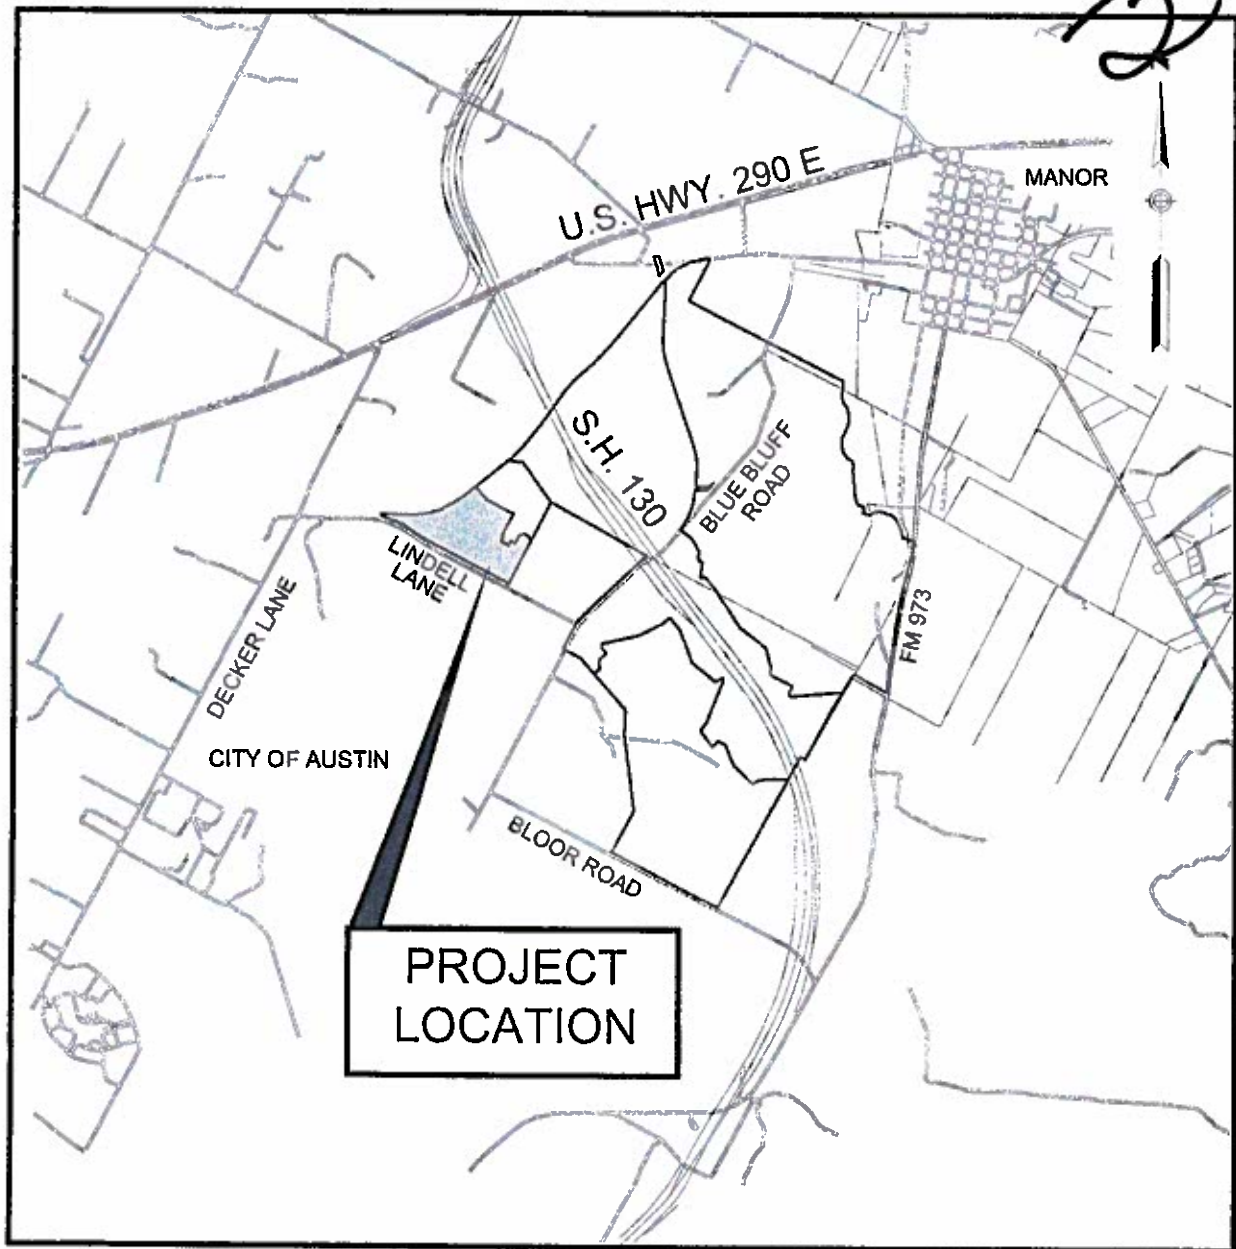 U.S. HWY. 290 E
MANOR
S.H. 130
BLUE BLUFF
ROAD
LINDELL
LANE
DECKER LANE
FM 973
CITY OF AUSTIN
BLOOR ROAD
PROJECT
LOCATION